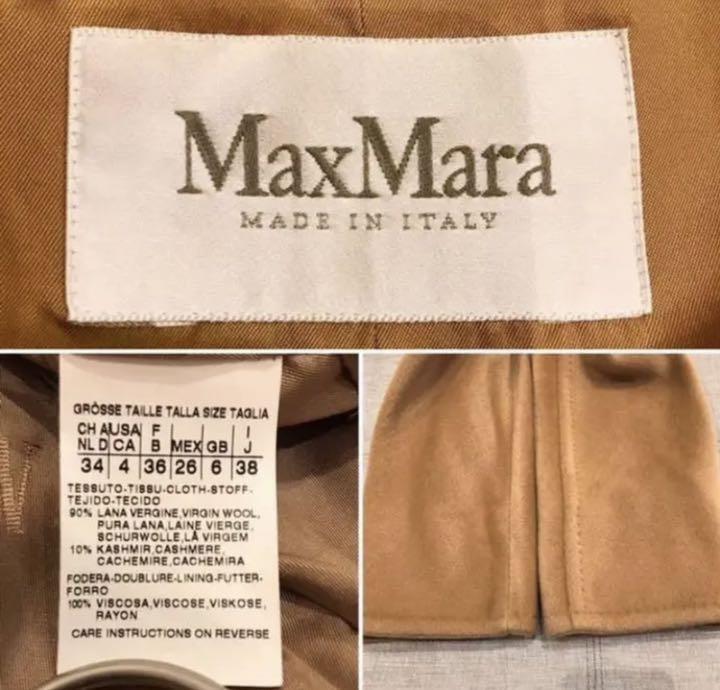 MaxMara
MADE IN ITALY
GRÖSSE TAILLE TALLA SIZE TAGLIA
CH A USA F I
NL D CA B MEX GB J
34 4 36 26 6 38
TESSUTO-TISSU-CLOTH-STOFF-
TEJIDO-TECIDO
90% LANA VERGINE,VIRGIN WOOL,
PURA LANA,LAINE VIERGE,
SCHURWOLLE,LÃ VIRGEM
10% KASHMIR,CASHMERE,
CACHEMIRE,CACHEMIRA
FODERA-DOUBLURE-LINING-FUTTER-
FORRO
100% VISCOSA,VISCOSE,VISKOSE,
RAYON
CARE INSTRUCTIONS ON REVERSE